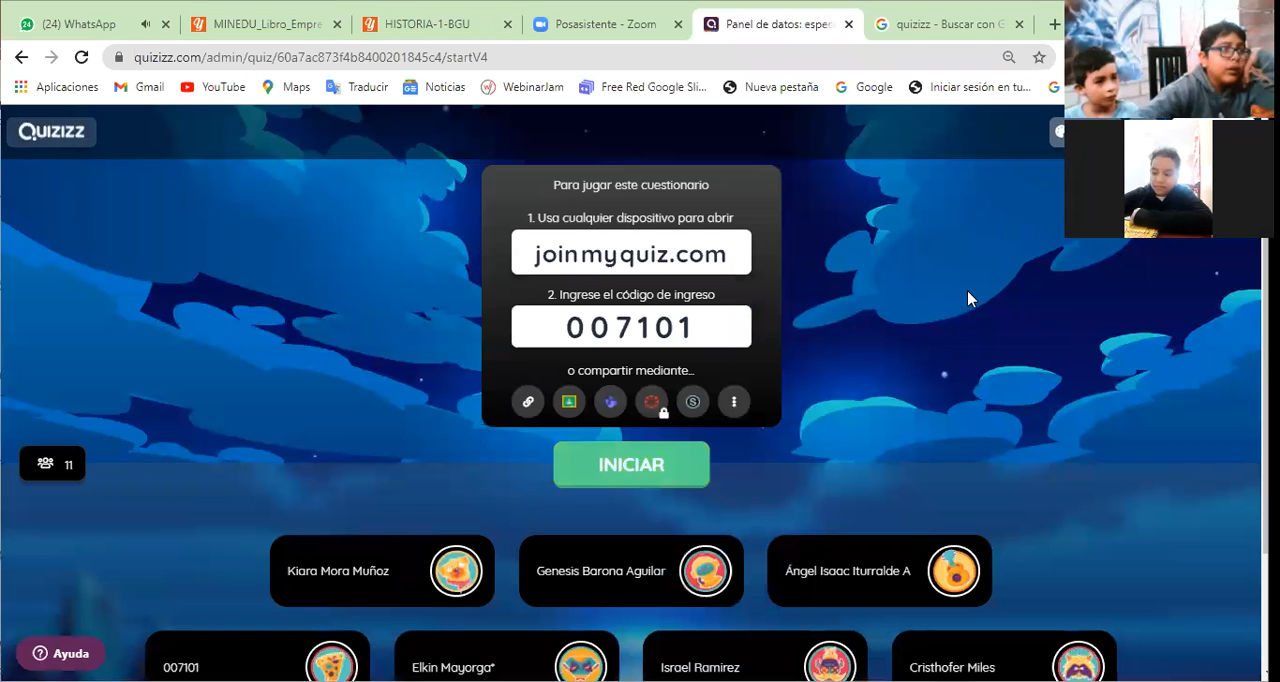 (24) WhatsApp
MINEDU_Libro_Empre
HISTORIA-1-BGU
Posasistente - Zoom
Panel de datos: espec
quizizz - Buscar con G
quizizz.com/admin/quiz/60a7ac873f4b8400201845c4/startV4
Aplicaciones
Gmail
YouTube
Maps
Traducir
Noticias
WebinarJam
Free Red Google Sli...
Nueva pestaña
Google
Iniciar sesión en tu...
Quizizz
Para jugar este cuestionario
1. Usa cualquier dispositivo para abrir
joinmyquiz.com
2. Ingrese el código de ingreso
007101
o compartir mediante...
11
INICIAR
Kiara Mora Muñoz
Genesis Barona Aguilar
Ángel Isaac Iturralde A
Ayuda
007101
Elkin Mayorga*
Israel Ramirez
Cristhofer Miles